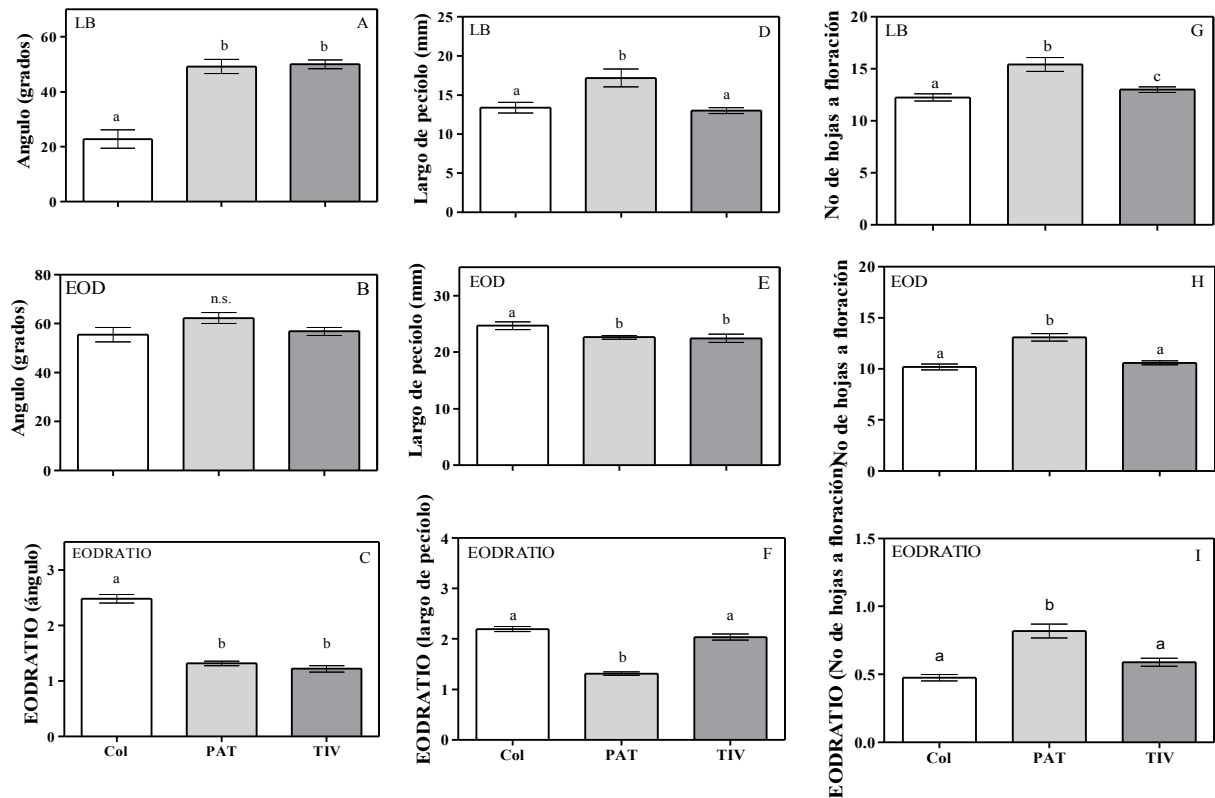 LB
A
Angulo (grados)
60
40
20
0
a
b
b
LB
D
Largo de pecíolo (mm)
25
20
15
10
5
0
a
b
a
LB
G
No de hojas a floración
20
15
10
5
0
a
b
c
EOD
B
Angulo (grados)
80
60
40
20
0
n.s.
EOD
E
Largo de pecíolo (mm)
30
20
10
0
a
b
b
EOD
H
No de hojas a floración
20
15
10
5
0
a
b
a
EODRATIO
C
EODRATIO (ángulo)
3
2
1
0
a
b
b
Col
PAT
TIV
EODRATIO
F
EODRATIO (largo de pecíolo)
4
3
2
1
0
a
b
a
Col
PAT
TIV
EODRATIO
I
EODRATIO (No de hojas a floración)
1.5
1.0
0.5
0.0
a
b
a
Col
PAT
TIV